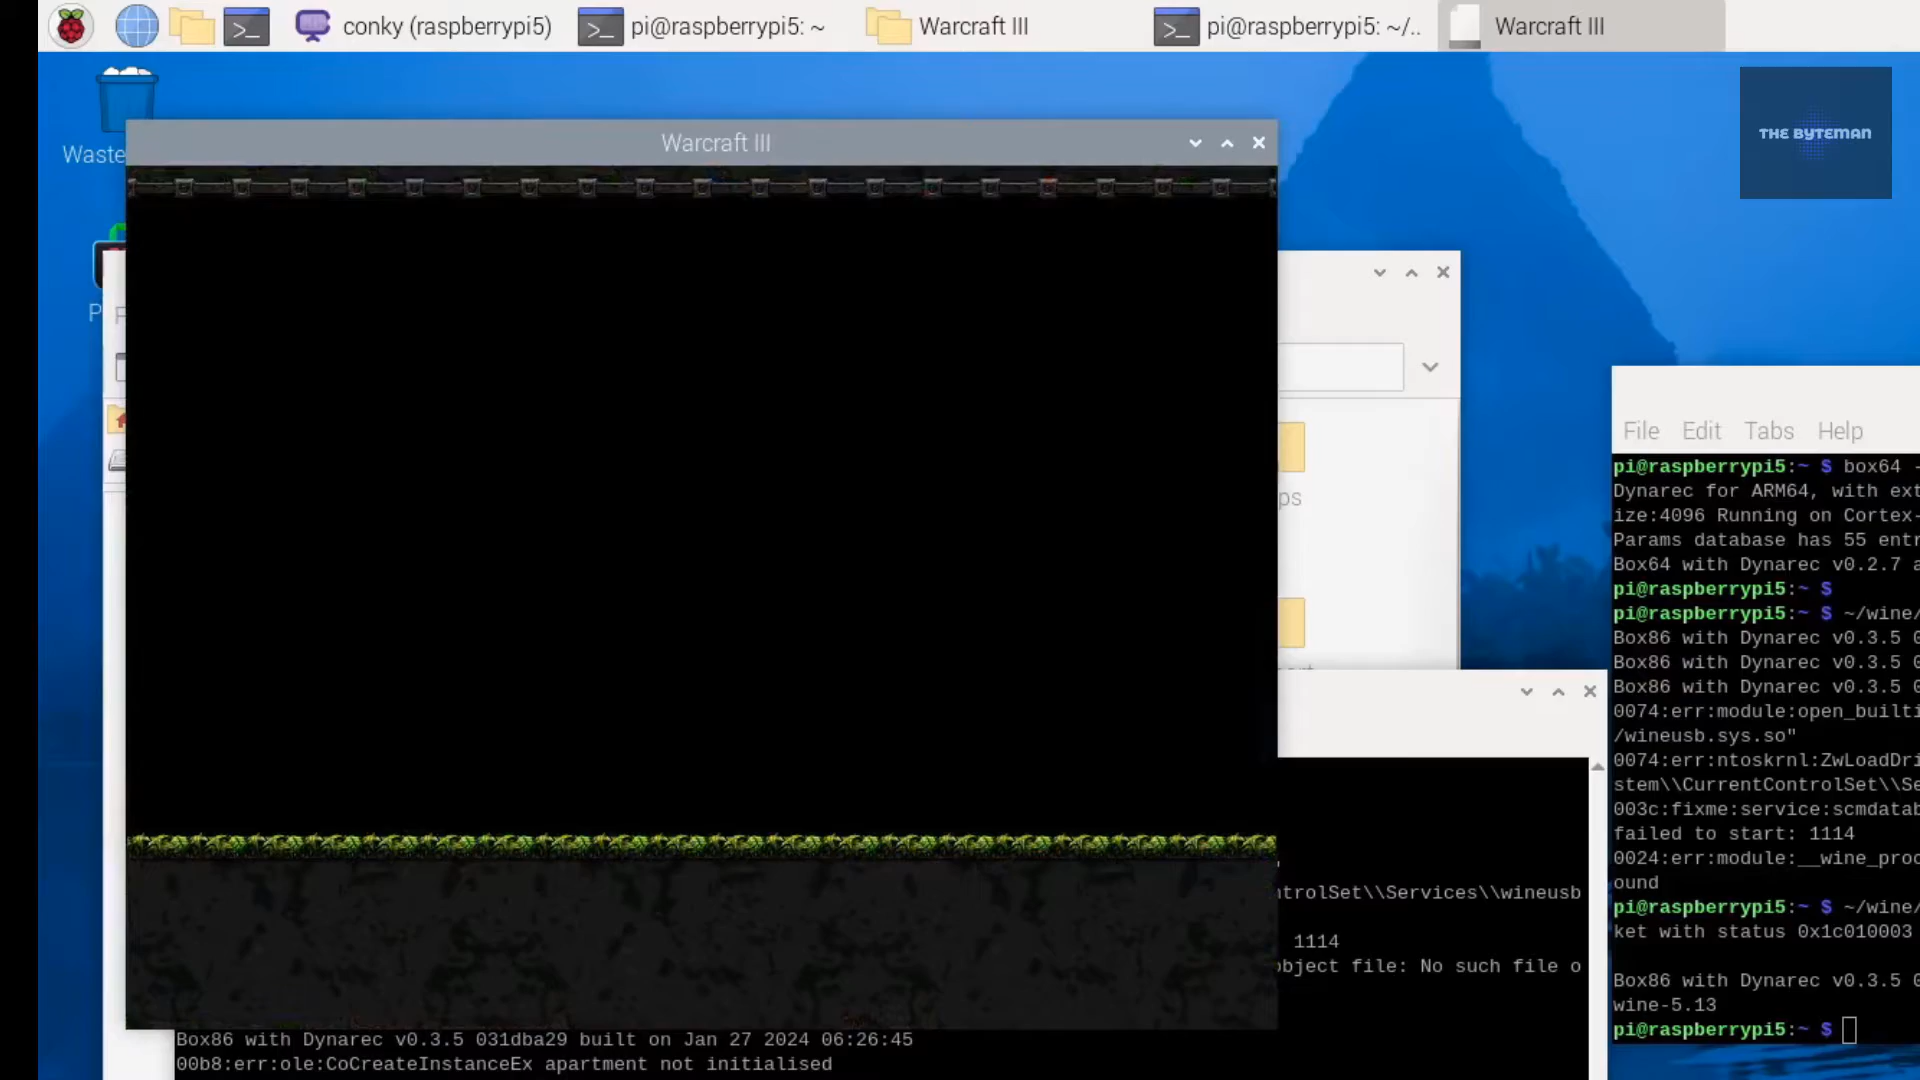 conky (raspberrypi5)
pi@raspberrypi5: ~
Warcraft III
pi@raspberrypi5: ~/..
Warcraft III
THE BYTEMAN
Waste
Warcraft III
P
F
ps
File Edit Tabs Help
pi@raspberrypi5:~ $ box64 -
Dynarec for ARM64, with ext
ize:4096 Running on Cortex-
Params database has 55 entr
Box64 with Dynarec v0.2.7 a
pi@raspberrypi5:~ $
pi@raspberrypi5:~ $ ~/wine/
Box86 with Dynarec v0.3.5 0
Box86 with Dynarec v0.3.5 0
Box86 with Dynarec v0.3.5 0
0074:err:module:open_builti
/wineusb.sys.so"
0074:err:ntoskrnl:ZwLoadDri
stem\\CurrentControlSet\\Se
003c:fixme:service:scmdatab
failed to start: 1114
0024:err:module:__wine_proc
ound
pi@raspberrypi5:~ $ ~/wine/
ket with status 0x1c010003
Box86 with Dynarec v0.3.5 0
wine-5.13
pi@raspberrypi5:~ $
ntrolSet\\Services\\wineusb
1114
object file: No such file o
Box86 with Dynarec v0.3.5 031dba29 built on Jan 27 2024 06:26:45
00b8:err:ole:CoCreateInstanceEx apartment not initialised